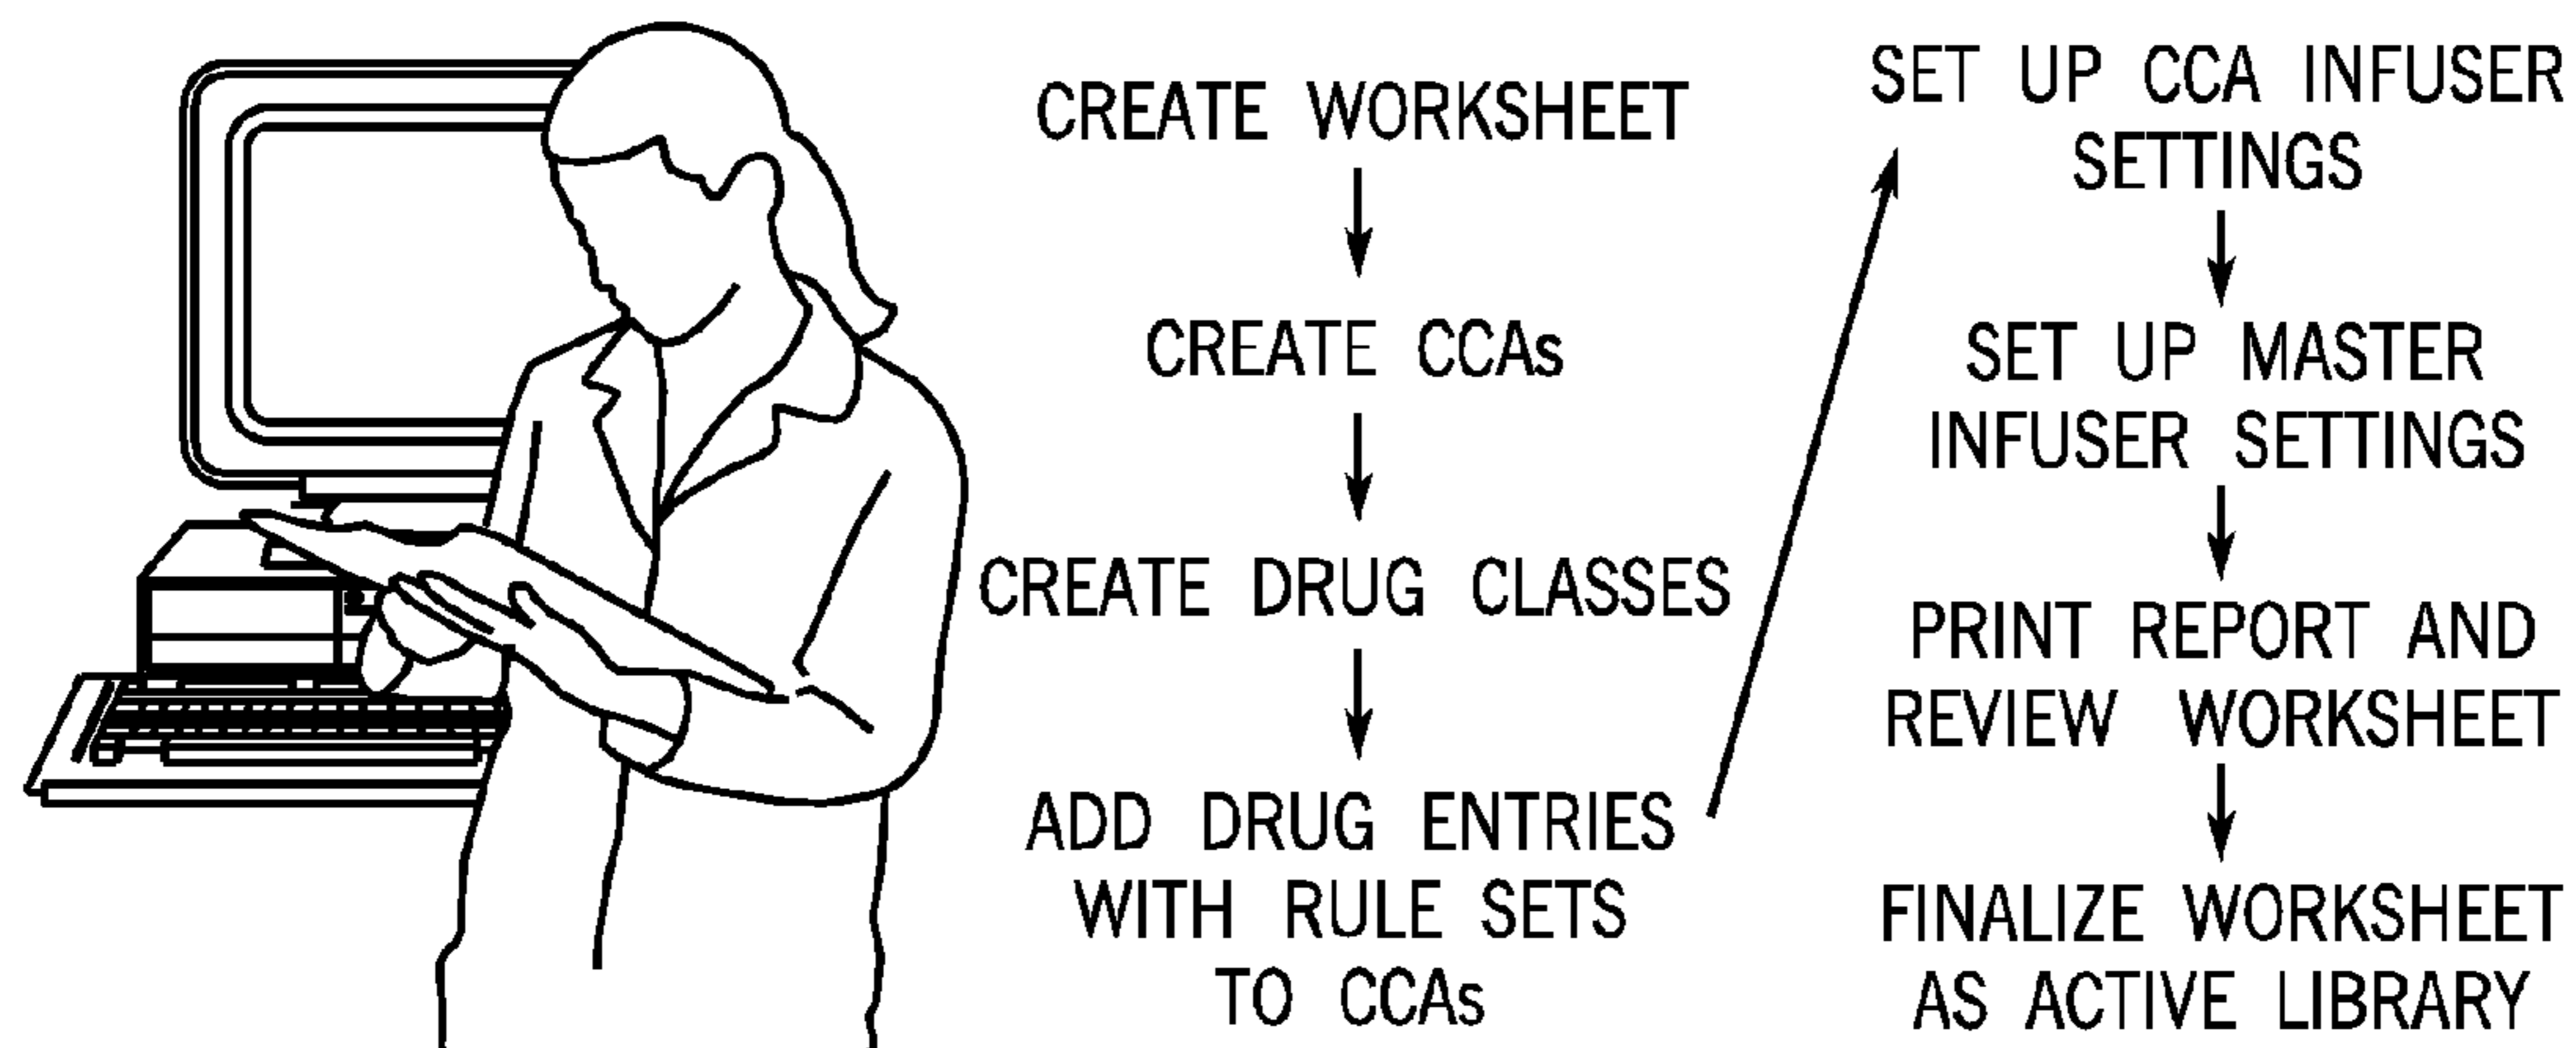 CREATE WORKSHEET
CREATE CCAs
CREATE DRUG CLASSES
ADD DRUG ENTRIES
WITH RULE SETS
TO CCAs
SET UP CCA INFUSER
SETTINGS
SET UP MASTER
INFUSER SETTINGS
PRINT REPORT AND
REVIEW WORKSHEET
FINALIZE WORKSHEET
AS ACTIVE LIBRARY